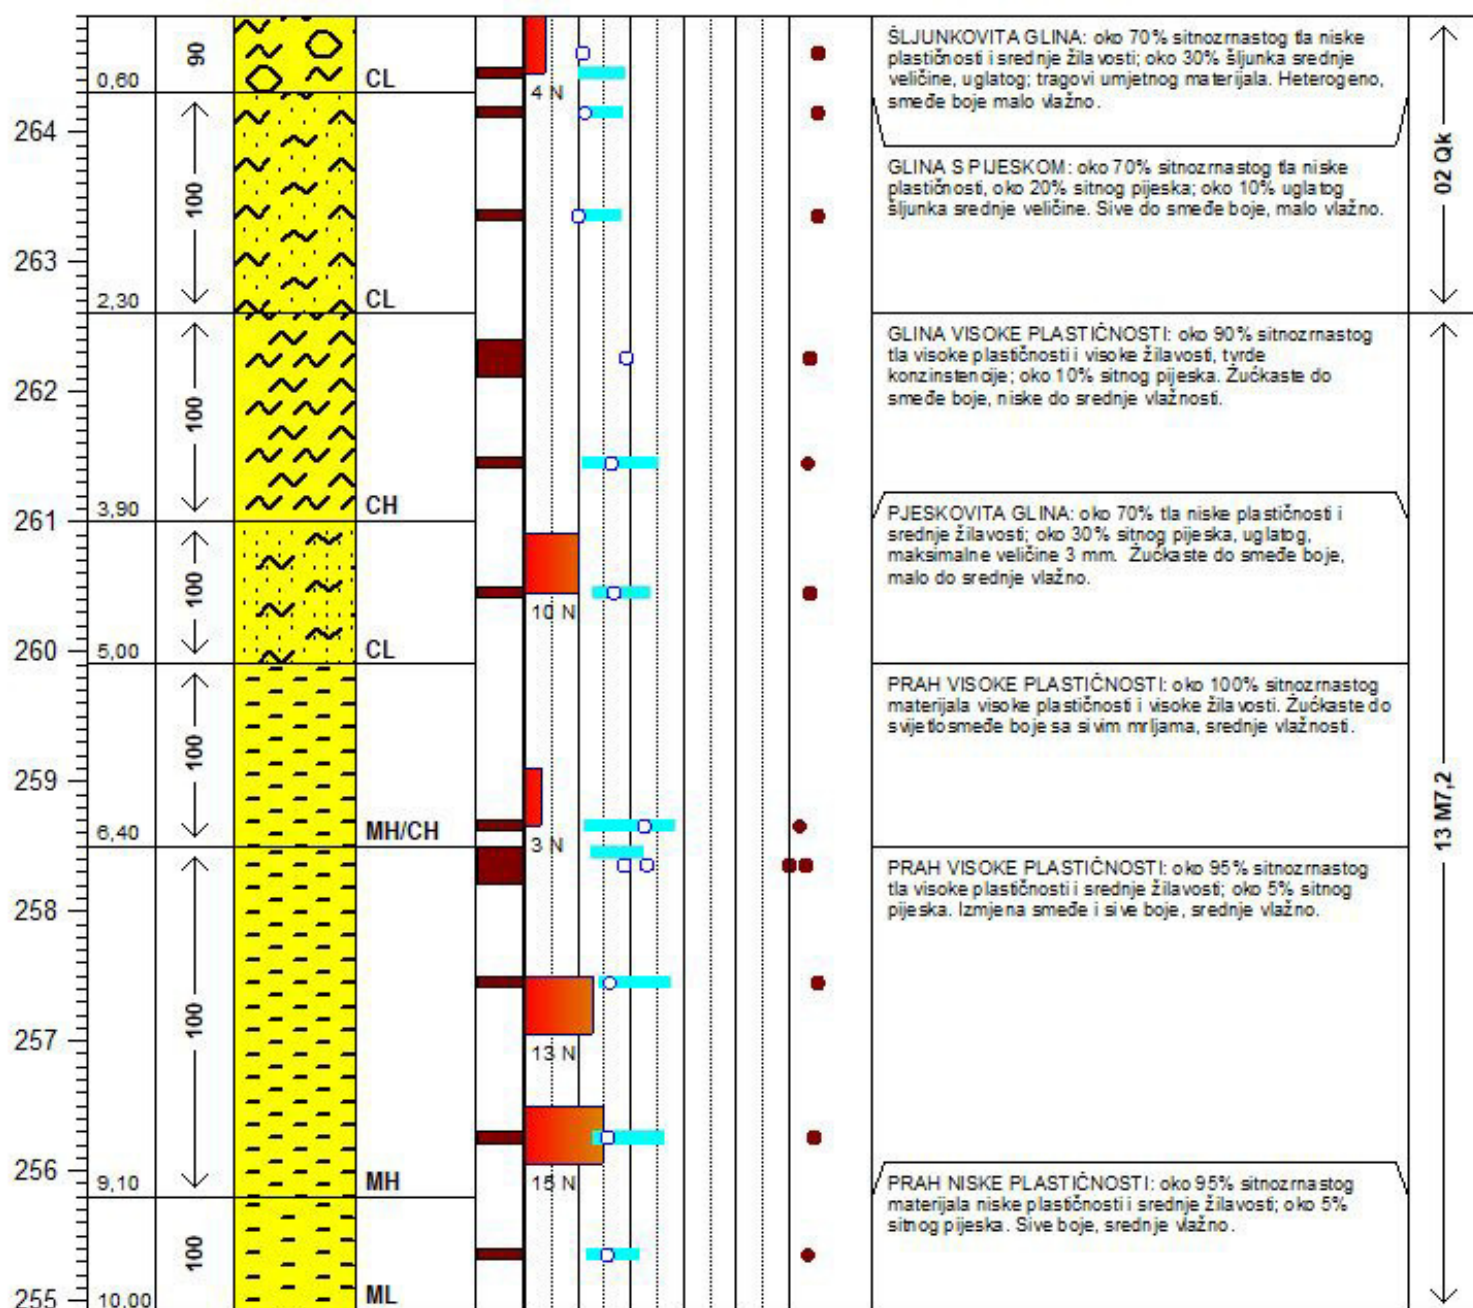 90
ŠLJUNKOVITA GLINA: oko 70% sitnozrnastog tla niske
plastičnosti i srednje žilavosti; oko 30% šljunka srednje
veličine, uglatog; tragovi umjetnog materijala. Heterogeno,
smeđe boje malo vlažno.
0,60
CL
4 N
264
100
GLINA S PIJESKOM: oko 70% sitnozrnastog tla niske
plastičnosti, oko 20% sitnog pijeska; oko 10% uglatog
šljunka srednje veličine. Sive do smeđe boje, malo vlažno.
02 Qk
263
2,30
CL
GLINA VISOKE PLASTIČNOSTI: oko 90% sitnozrnastog
tla visoke plastičnosti i visoke žilavosti, tvrde
konzinstencije; oko 10% sitnog pijeska. Žućkaste do
smeđe boje, niske do srednje vlažnosti.
262
100
3,90
CH
261
PJESKOVITA GLINA: oko 70% tla niske plastičnosti i
srednje žilavosti; oko 30% sitnog pijeska, uglatog,
maksimalne veličine 3 mm. Žućkaste do smeđe boje,
malo do srednje vlažno.
100
10 N
260
5,00
CL
PRAH VISOKE PLASTIČNOSTI: oko 100% sitnozrnastog
materijala visoke plastičnosti i visoke žilavosti. Žućkaste do
svijetlosmeđe boje sa sivim mrljama, srednje vlažnosti.
100
259
6,40
MH/CH
3 N
13 M7,2
PRAH VISOKE PLASTIČNOSTI: oko 95% sitnozrnastog
tla visoke plastičnosti i srednje žilavosti; oko 5% sitnog
pijeska. Izmjena smeđe i sive boje, srednje vlažno.
258
100
257
13 N
256
9,10
MH
15 N
PRAH NISKE PLASTIČNOSTI: oko 95% sitnozrnastog
materijala niske plastičnosti i srednje žilavosti; oko 5%
sitnog pijeska. Sive boje, srednje vlažno.
100
255
10,00
ML